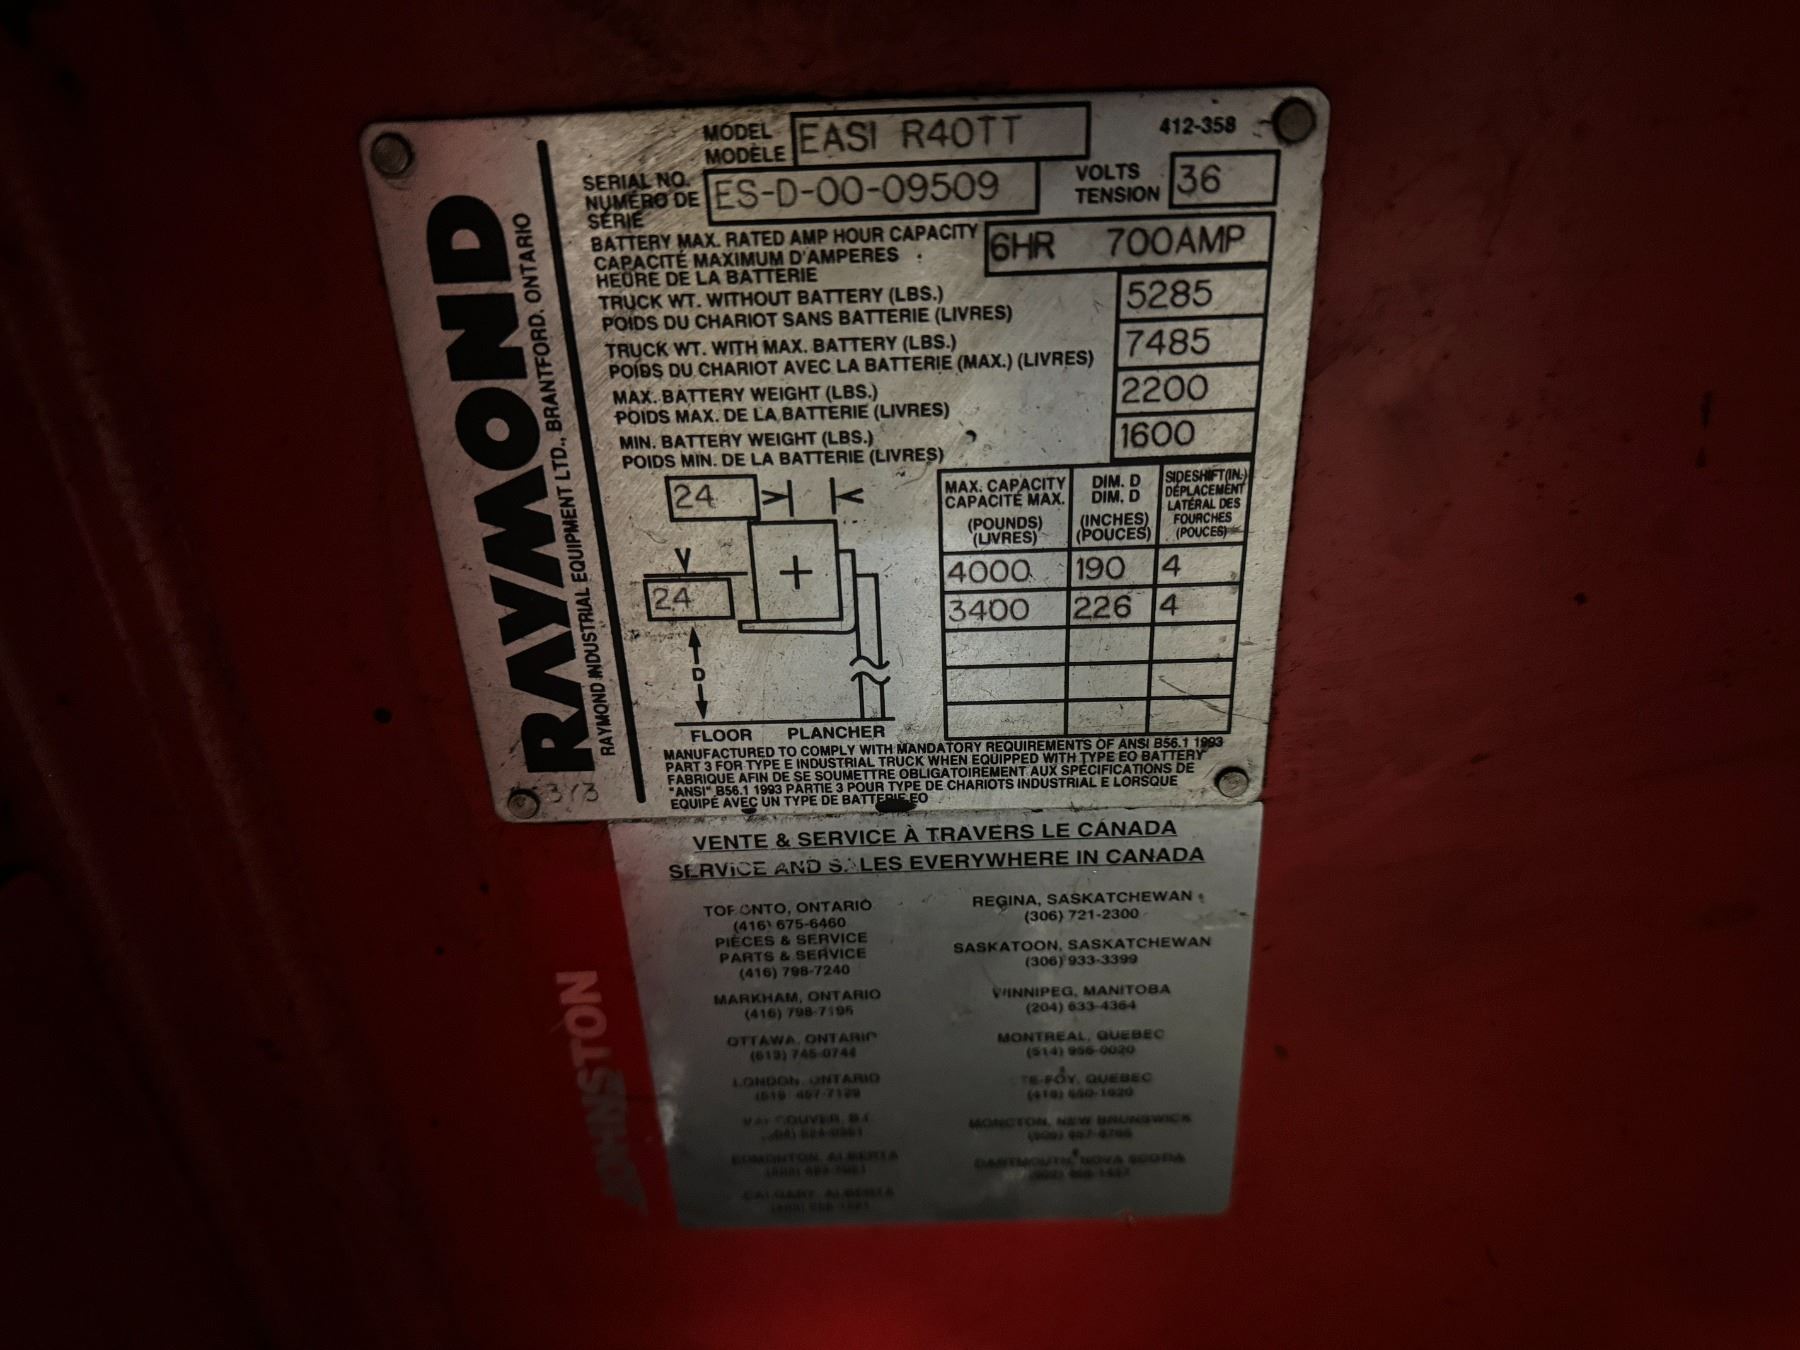 RAYMOND
RAYMOND INDUSTRIAL EQUIPMENT LTD., BRANTFORD, ONTARIO
MODEL
MODÈLE
EASI R40TT
412-358
SERIAL NO.
NUMÉRO DE
SÉRIE
ES-D-00-09509
VOLTS
TENSION
36
BATTERY MAX. RATED AMP HOUR CAPACITY
CAPACITÉ MAXIMUM D'AMPERES
HEURE DE LA BATTERIE
6HR 700AMP
TRUCK WT. WITHOUT BATTERY (LBS.)
POIDS DU CHARIOT SANS BATTERIE (LIVRES)
5285
TRUCK WT. WITH MAX. BATTERY (LBS.)
POIDS DU CHARIOT AVEC LA BATTERIE (MAX.) (LIVRES)
7485
MAX. BATTERY WEIGHT (LBS.)
POIDS MAX. DE LA BATTERIE (LIVRES)
2200
MIN. BATTERY WEIGHT (LBS.)
POIDS MIN. DE LA BATTERIE (LIVRES)
1600
24
24
D
FLOOR PLANCHER
MAX. CAPACITY
CAPACITÉ MAX.
(POUNDS)
(LIVRES)
DIM. D
DIM. D
(INCHES)
(POUCES)
SIDESHIFT (IN.)
DÉPLACEMENT
LATÉRAL DES
FOURCHES
(POUCES)
4000 190 4
3400 226 4
MANUFACTURED TO COMPLY WITH MANDATORY REQUIREMENTS OF ANSI B56.1 1993
PART 3 FOR TYPE E INDUSTRIAL TRUCK WHEN EQUIPPED WITH TYPE EO BATTERY
FABRIQUE AFIN DE SE SOUMETTRE OBLIGATOIREMENT AUX SPÉCIFICATIONS DE
"ANSI" B56.1 1993 PARTIE 3 POUR TYPE DE CHARIOTS INDUSTRIAL E LORSQUE
EQUIPÉ AVEC UN TYPE DE BATTERIE EO
VENTE & SERVICE À TRAVERS LE CANADA
SERVICE AND SALES EVERYWHERE IN CANADA
TORONTO, ONTARIO
(416) 675-6460
PIÈCES & SERVICE
PARTS & SERVICE
(416) 798-7240
MARKHAM, ONTARIO
(416) 798-7195
OTTAWA, ONTARIO
(613) 745-0744
LONDON, ONTARIO
VANCOUVER, B.C.
EDMONTON, ALBERTA
CALGARY, ALBERTA
REGINA, SASKATCHEWAN
(306) 721-2300
SASKATOON, SASKATCHEWAN
(306) 933-3399
WINNIPEG, MANITOBA
(204) 633-4364
MONTREAL, QUEBEC
(514) 956-0020
TE-FOY, QUEBEC
MONCTON, NEW BRUNSWICK
DARTMOUTH, NOVA SCOTIA
JOHNSTON